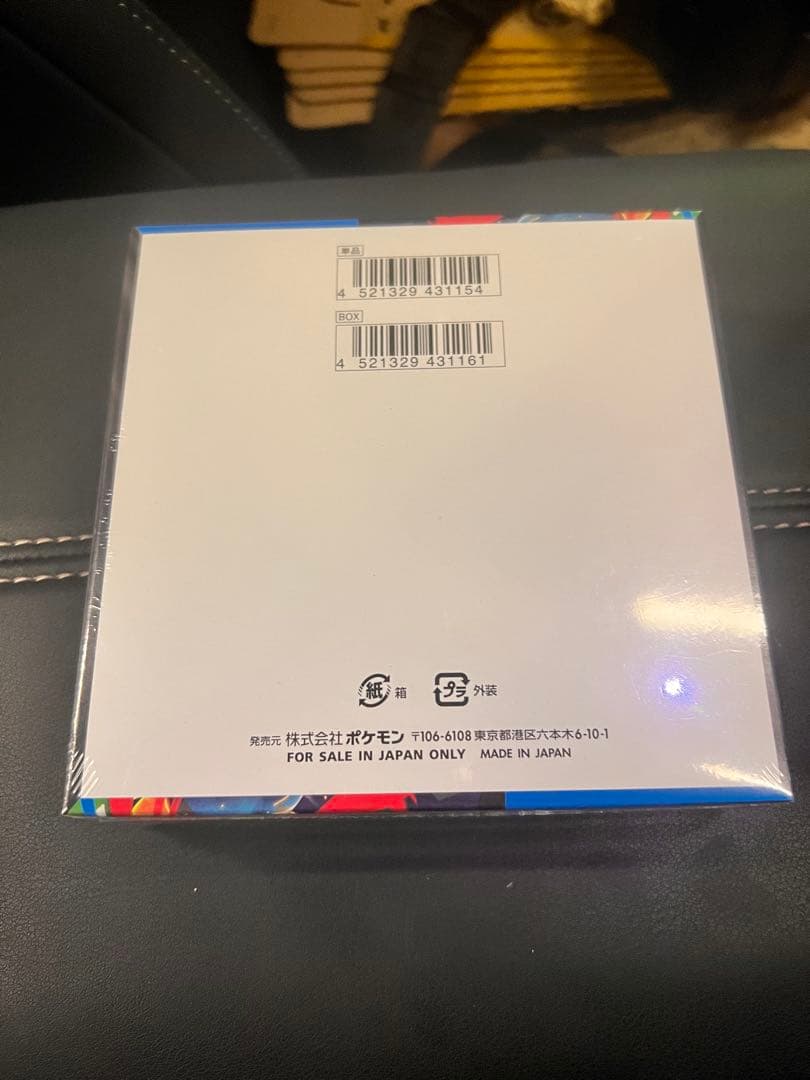 単品
4 521329 431154
BOX
4 521329 431161
紙 箱 プラ 外装
発売元 株式会社ポケモン 〒106-6108 東京都港区六本木6-10-1
FOR SALE IN JAPAN ONLY MADE IN JAPAN